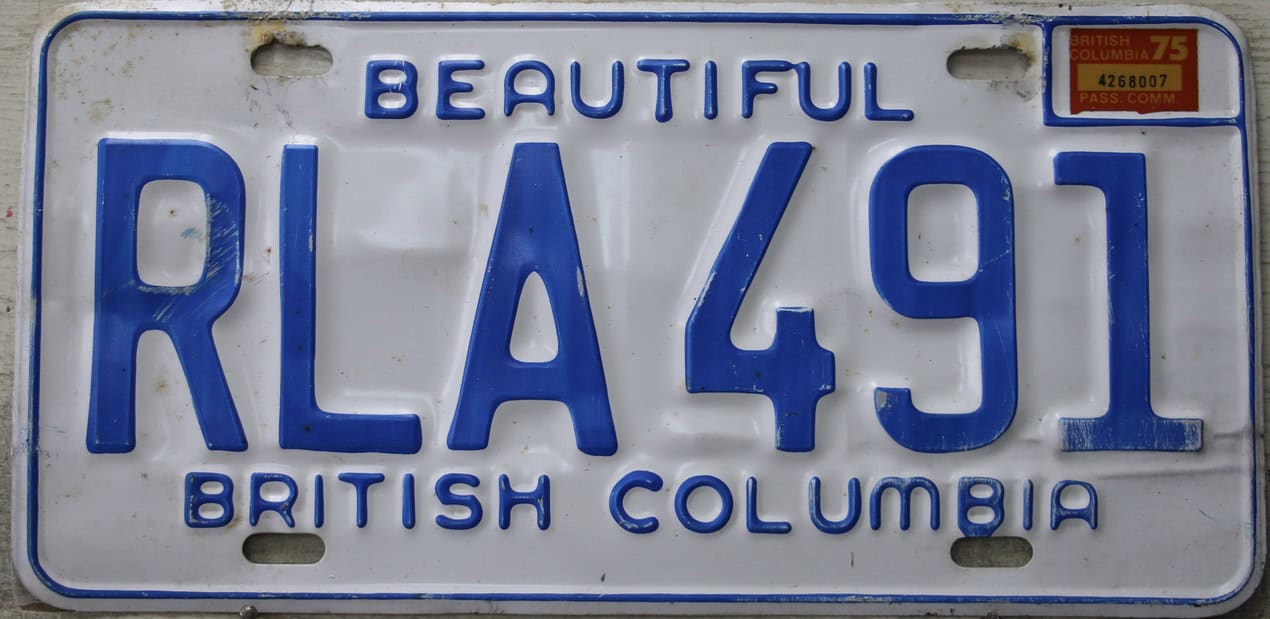 BEAUTIFUL
BRITISH
COLUMBIA 75
4268007
PASS. COMM.
RLA491
BRITISH COLUMBIA